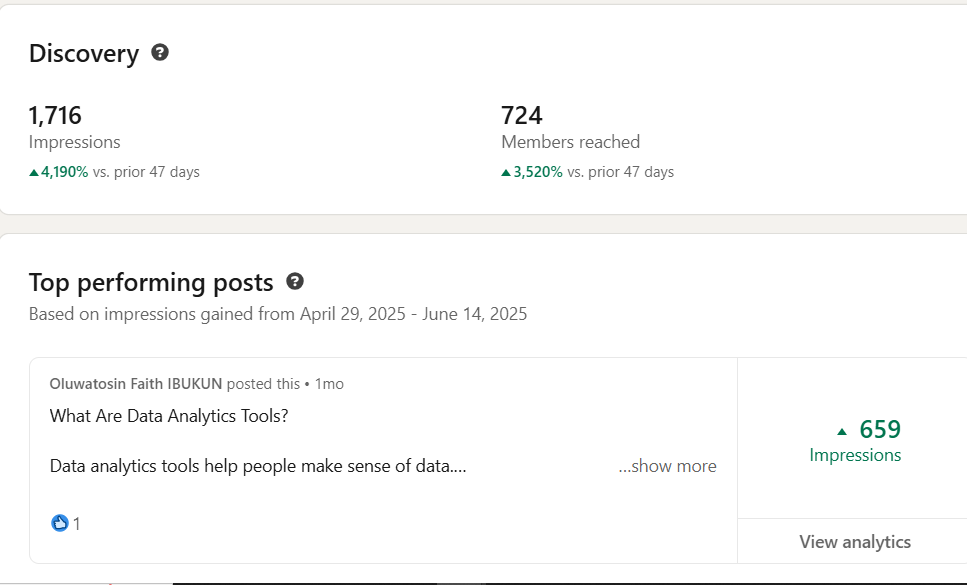 Discovery ?
1,716 724
Impressions Members reached
▲4,190% vs. prior 47 days ▲3,520% vs. prior 47 days
Top performing posts ?
Based on impressions gained from April 29, 2025 - June 14, 2025
Oluwatosin Faith IBUKUN posted this • 1mo
What Are Data Analytics Tools?
Data analytics tools help people make sense of data.... ...show more
1
▲ 659
Impressions
View analytics